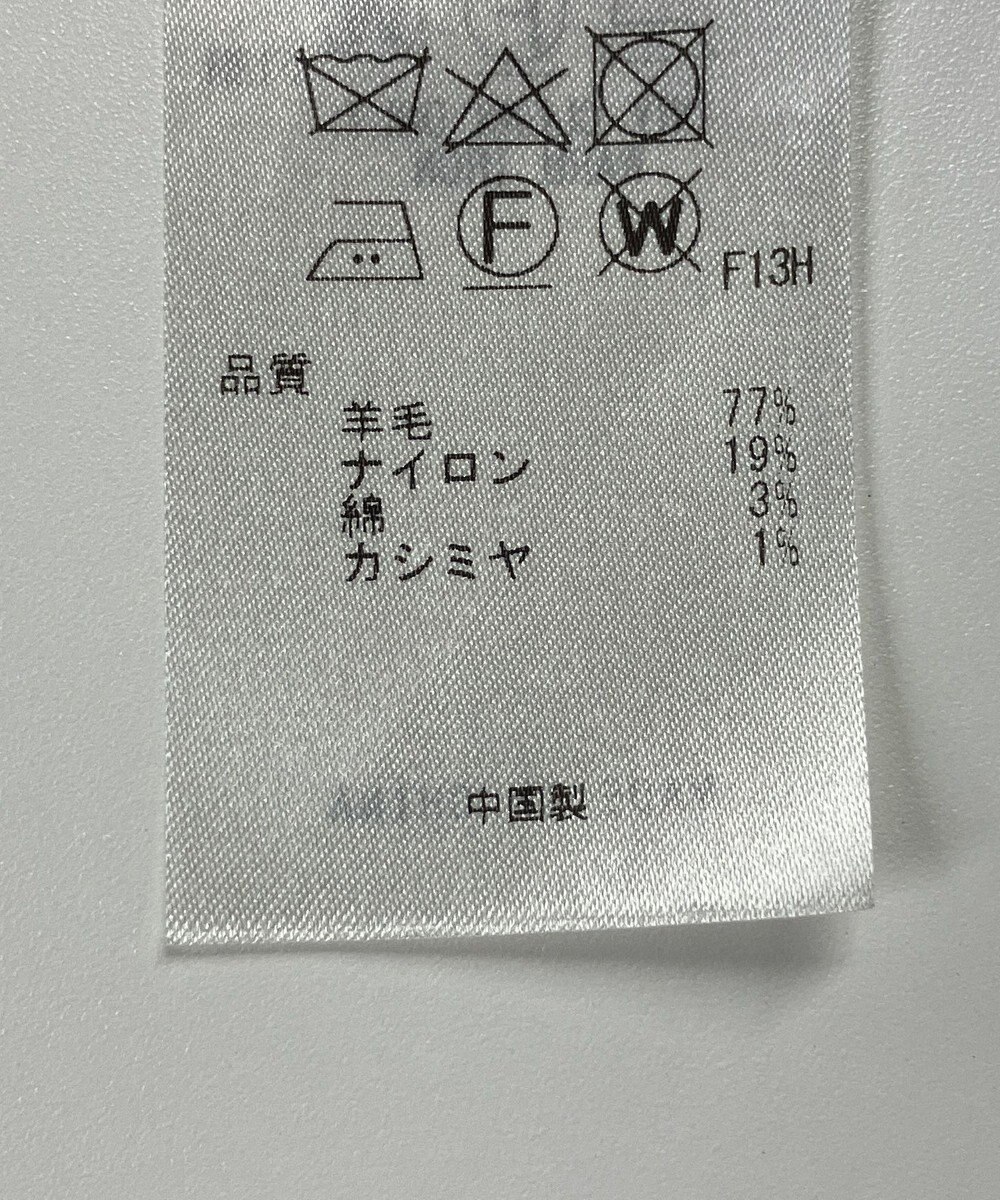 F
W
F13H
品質
羊毛 77%
ナイロン 19%
綿 3%
カシミヤ 1%
中国製